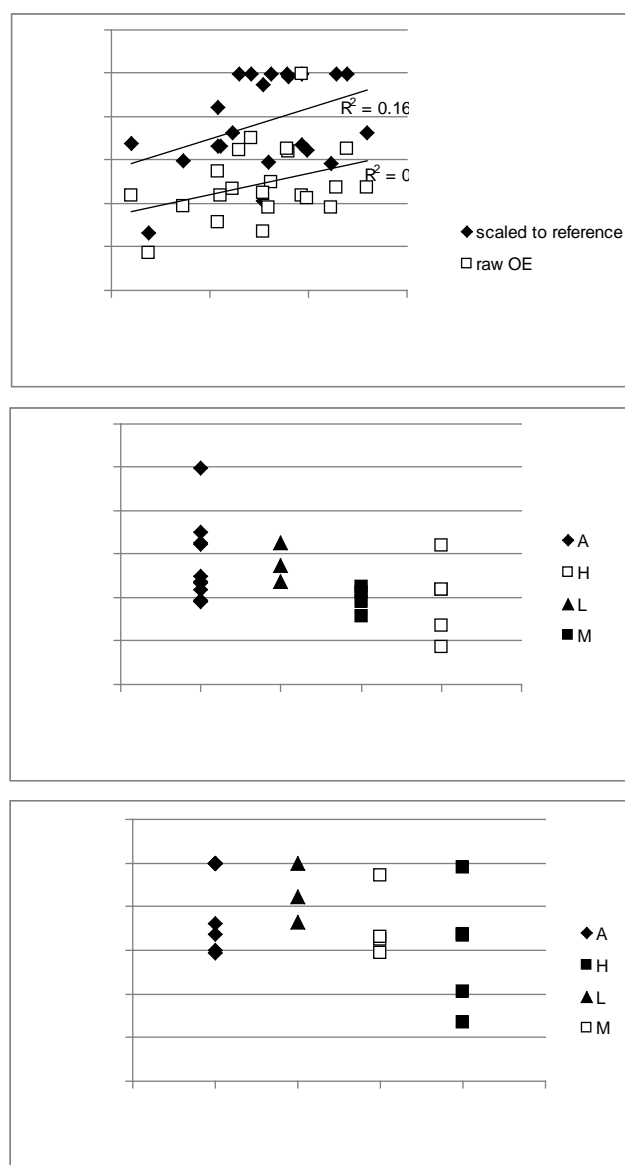 R² = 0.16
R² = 0
scaled to reference
raw OE
A
H
L
M
A
H
L
M